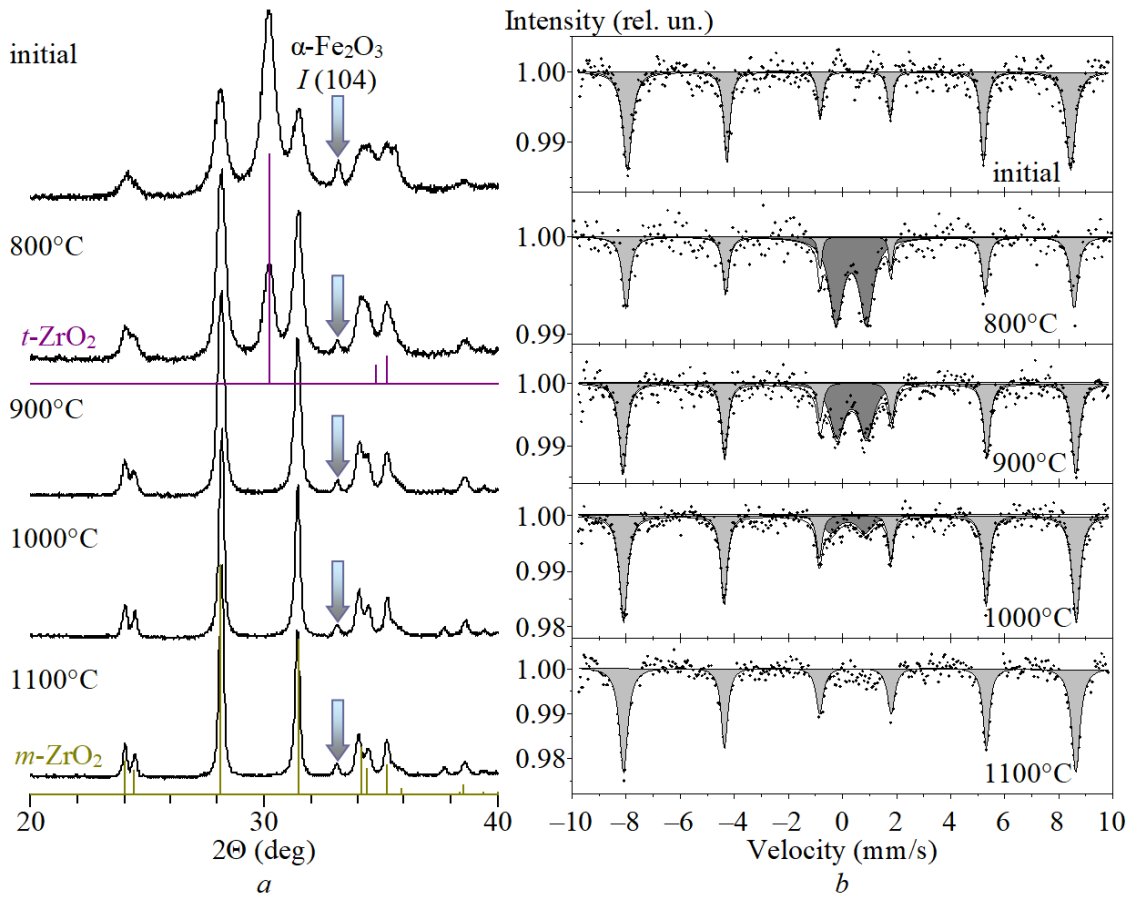 initial
α-Fe₂O₃
I (104)
800°C
t-ZrO₂
900°C
1000°C
1100°C
m-ZrO₂
20 30 40
2Θ (deg)
a
Intensity (rel. un.)
1.00
0.99
initial
1.00
0.99
800°C
1.00
0.99
900°C
1.00
0.99
0.98
1000°C
1.00
0.99
0.98
1100°C
–10 –8 –6 –4 –2 0 2 4 6 8 10
Velocity (mm/s)
b